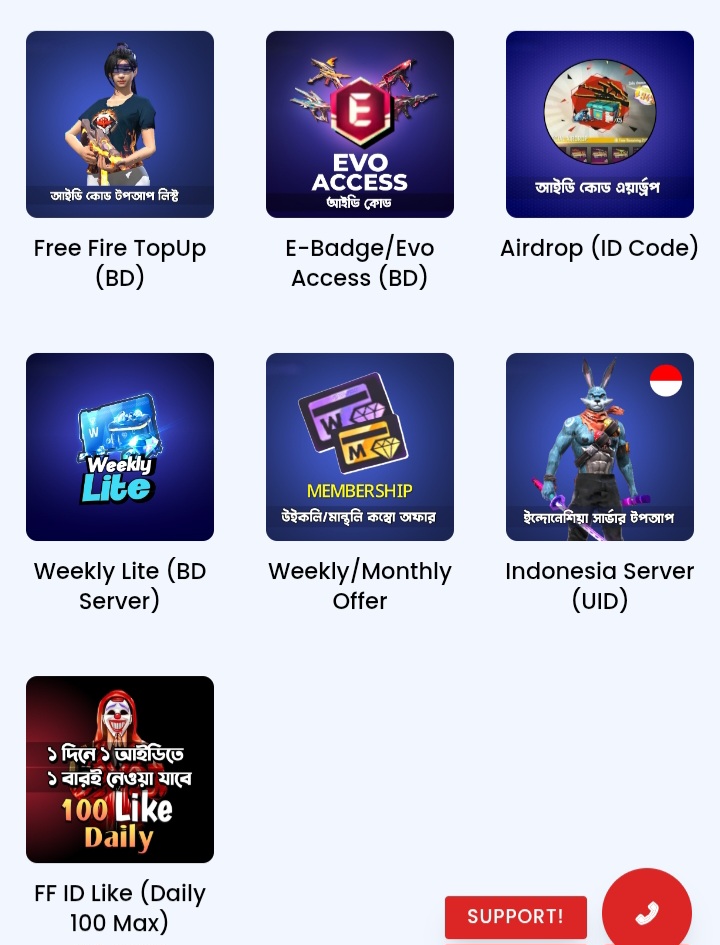 আইডি কোড টপআপ লিস্ট
E
EVO
ACCESS
আইডি কোড
আইডি কোড এয়ার্ড্রপ
Free Fire TopUp
(BD)
E-Badge/Evo
Access (BD)
Airdrop (ID Code)
W
Weekly
Lite
W
M
MEMBERSHIP
উইকলি/মান্থলি কম্বো অফার
ইন্দোনেশিয়া সার্ভার টপআপ
Weekly Lite (BD
Server)
Weekly/Monthly
Offer
Indonesia Server
(UID)
১ দিনে ১ আইডিতে
১ বারই নেওয়া যাবে
100 Like
Daily
FF ID Like (Daily
100 Max)
SUPPORT!